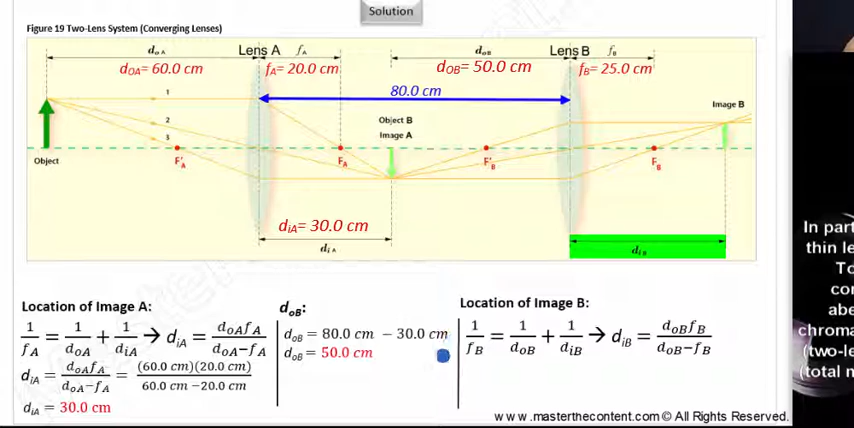 Solution
Figure 19 Two-Lens System (Converging Lenses)
doA Lens A fA doB Lens B fB
dOA= 60.0 cm fA= 20.0 cm dOB= 50.0 cm fB= 25.0 cm
80.0 cm
Image B
1
2
3
Object B
Image A
Object F'A FA F'B FB
diA= 30.0 cm
diA diB
Location of Image A:
1/fA = 1/doA + 1/diA → diA = doAfA/doA−fA
diA = doAfA/doA−fA = (60.0 cm)(20.0 cm)/60.0 cm −20.0 cm
diA = 30.0 cm
doB:
doB = 80.0 cm − 30.0 cm
doB = 50.0 cm
Location of Image B:
1/fB = 1/doB + 1/diB → diB = doBfB/doB−fB
www.masterthecontent.com © All Rights Reserved.
In part
thin le
To
cor
abe
chroma
(two-le
(total n